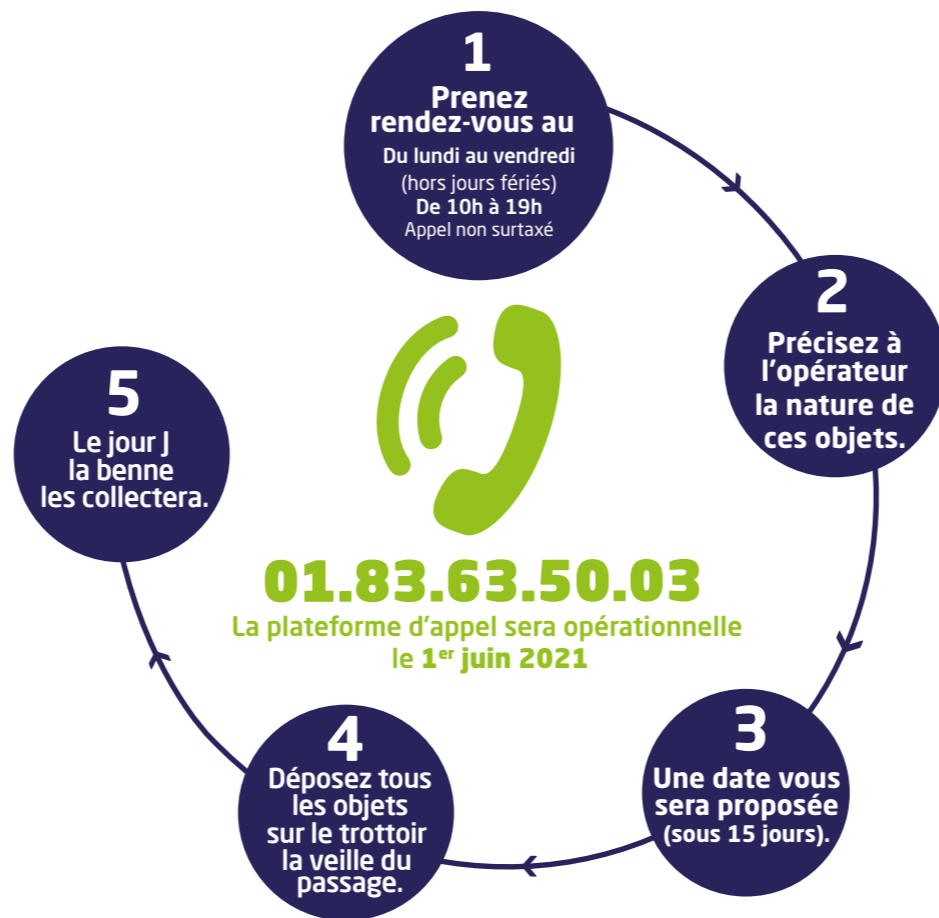 1
Prenez
rendez-vous au
Du lundi au vendredi
(hors jours fériés)
De 10h à 19h
Appel non surtaxé
2
Précisez à
l'opérateur
la nature de
ces objets.
3
Une date vous
sera proposée
(sous 15 jours).
4
Déposez tous
les objets
sur le trottoir
la veille du
passage.
5
Le jour J
la benne
les collectera.
01.83.63.50.03
La plateforme d'appel sera opérationnelle
le 1er juin 2021